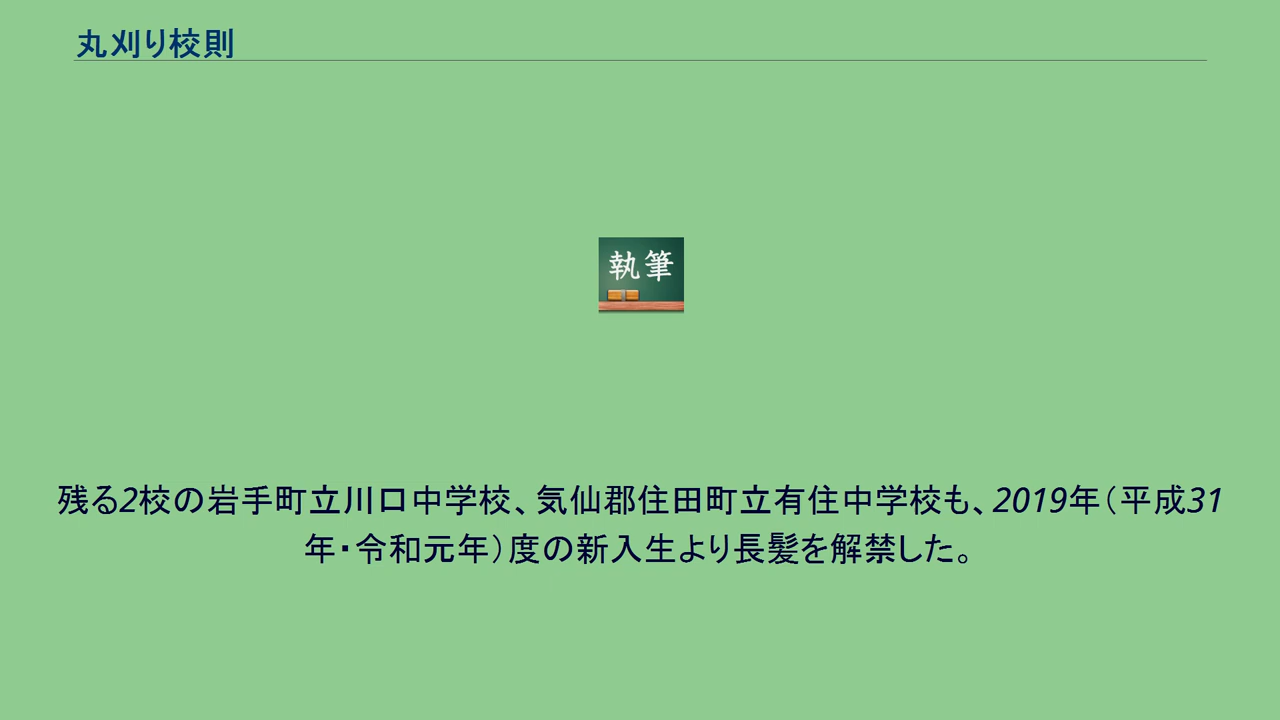 丸刈り校則
執筆
残る2校の岩手町立川口中学校、気仙郡住田町立有住中学校も、2019年（平成31
年・令和元年）度の新入生より長髪を解禁した。